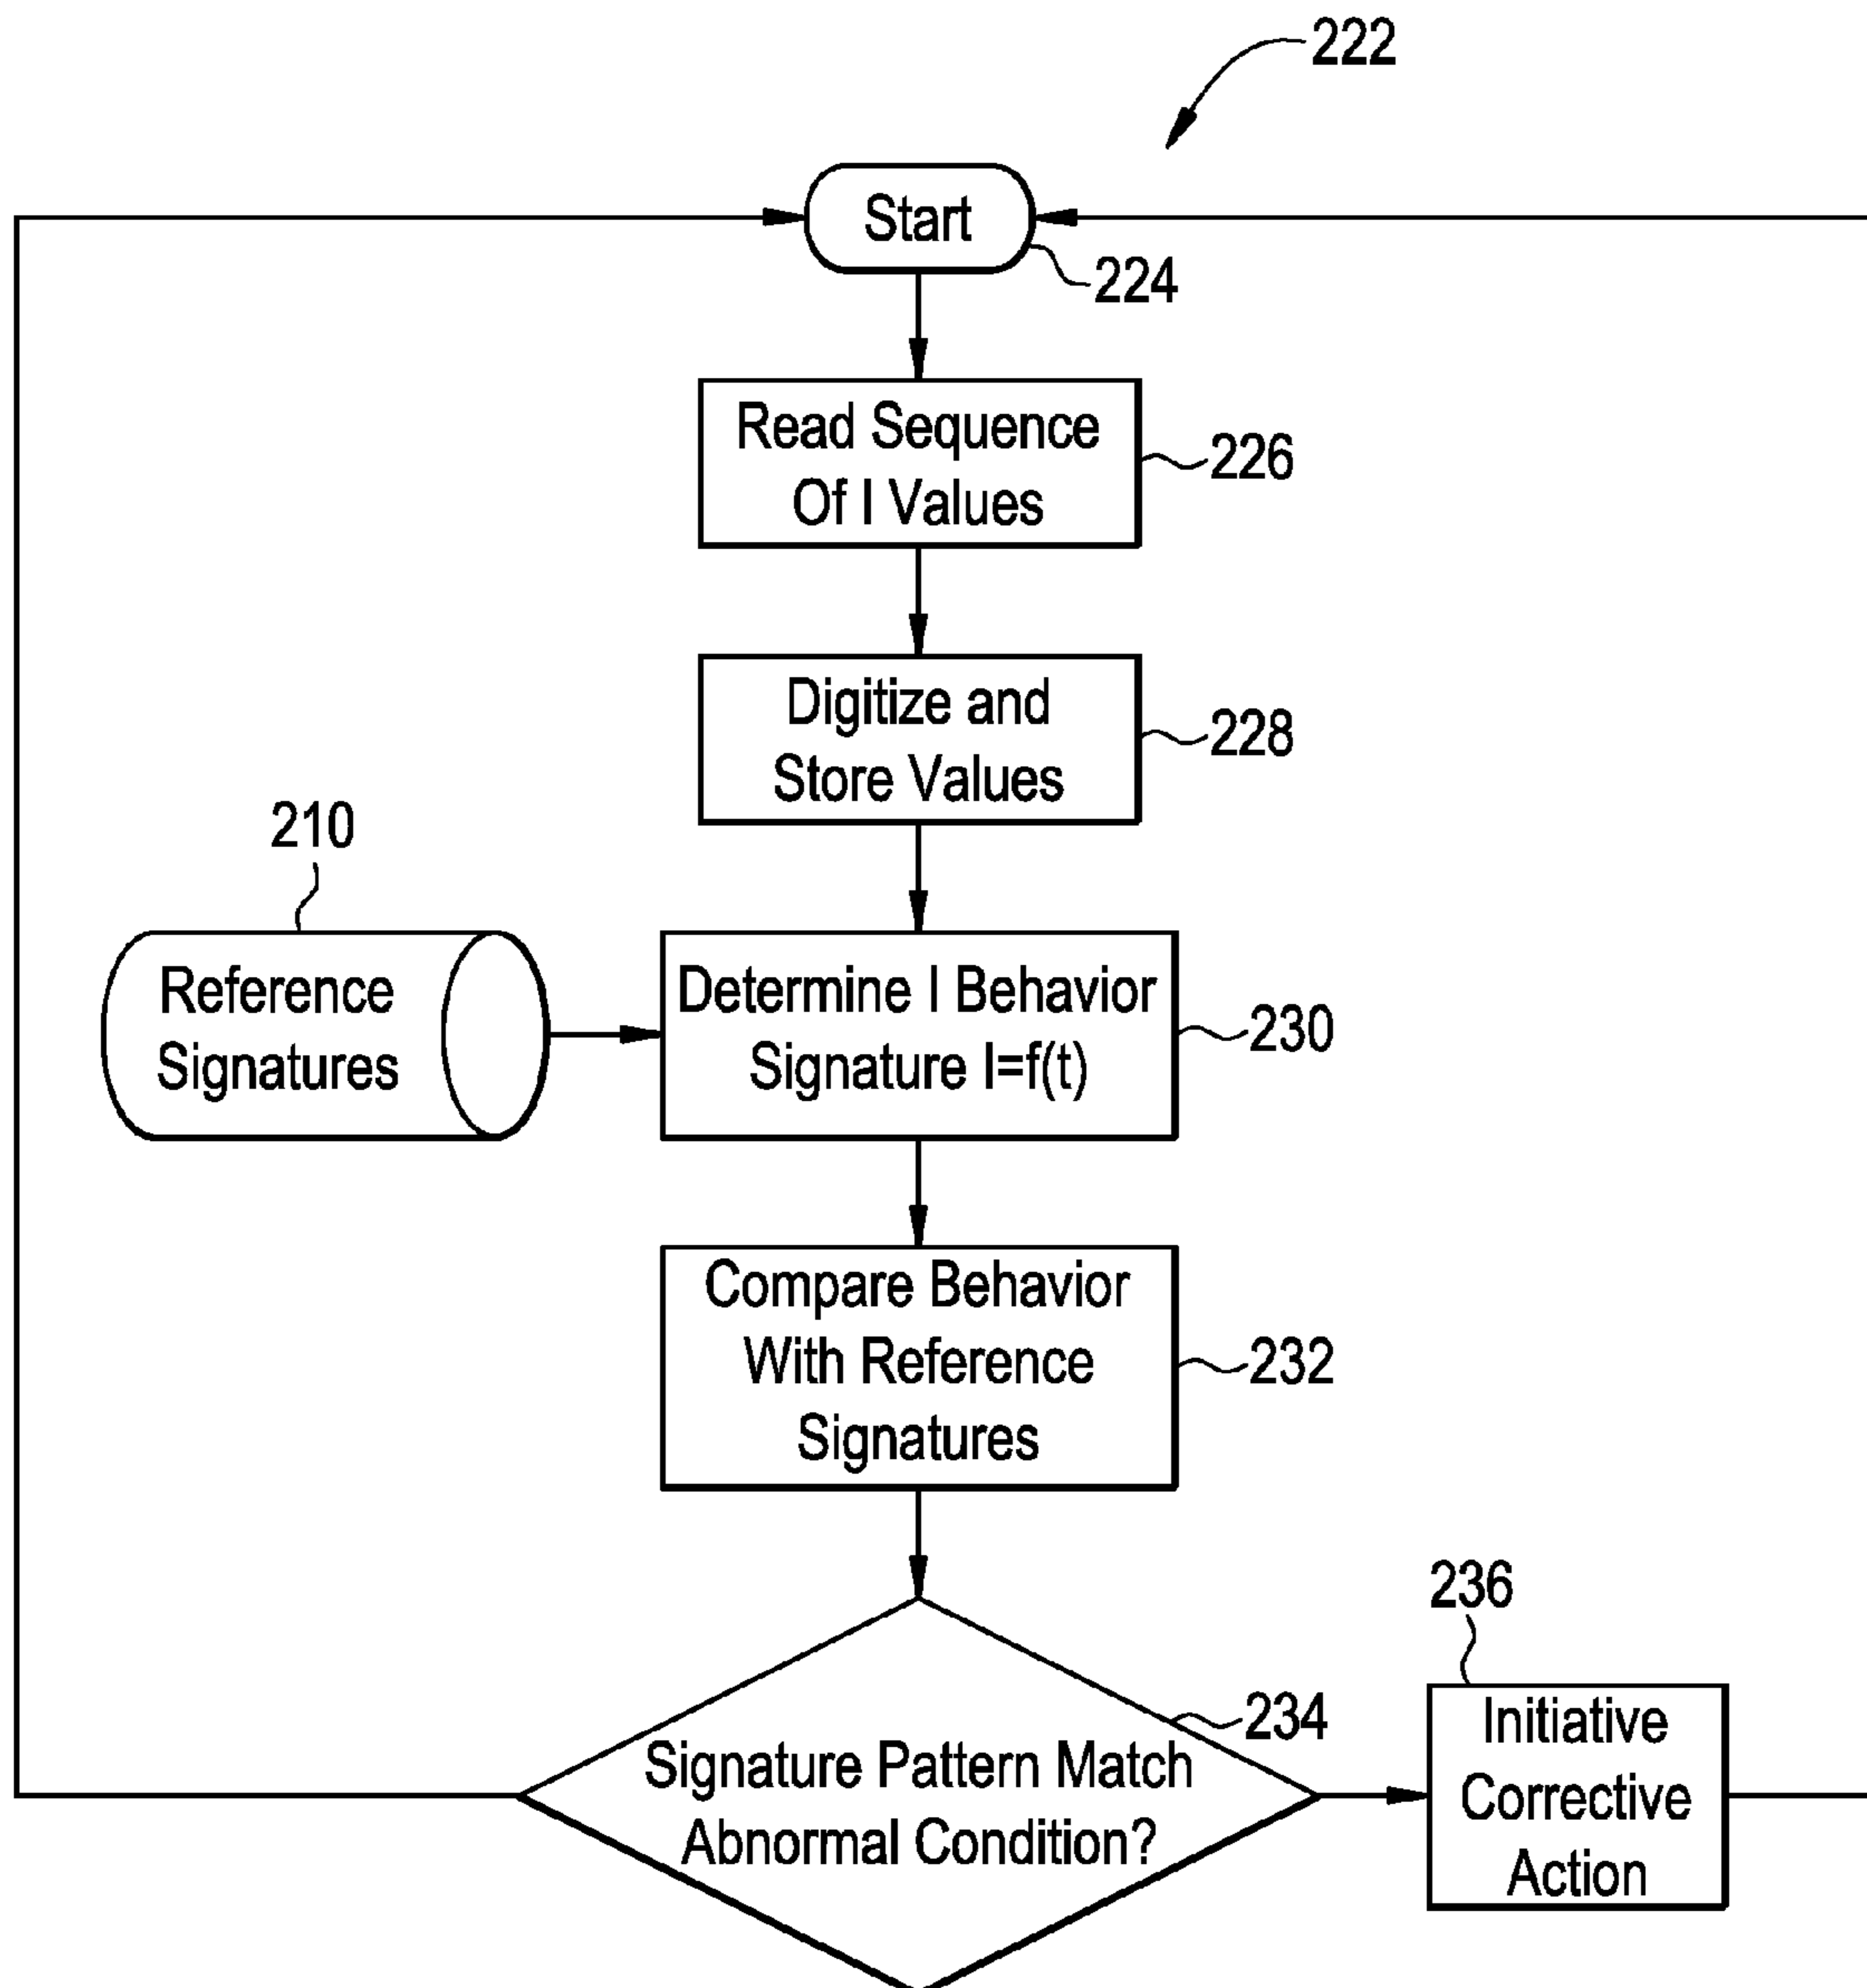 222
Start
224
Read Sequence
Of I Values
226
Digitize and
Store Values
228
210
Reference
Signatures
Determine I Behavior
Signature I=f(t)
230
Compare Behavior
With Reference
Signatures
232
234
Signature Pattern Match
Abnormal Condition?
236
Initiative
Corrective
Action